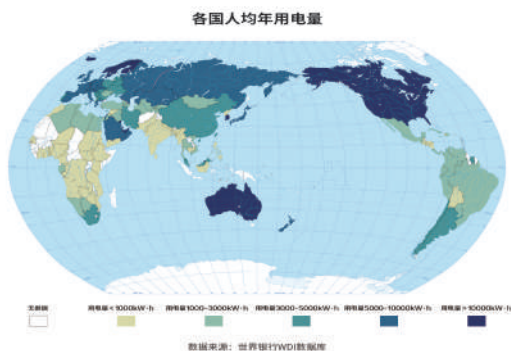 各国人均年用电量
无数据
用电量<1000kW·h
用电量1000~3000kW·h
用电量3000~5000kW·h
用电量5000~10000kW·h
用电量>10000kW·h
数据来源：世界银行WDI数据库